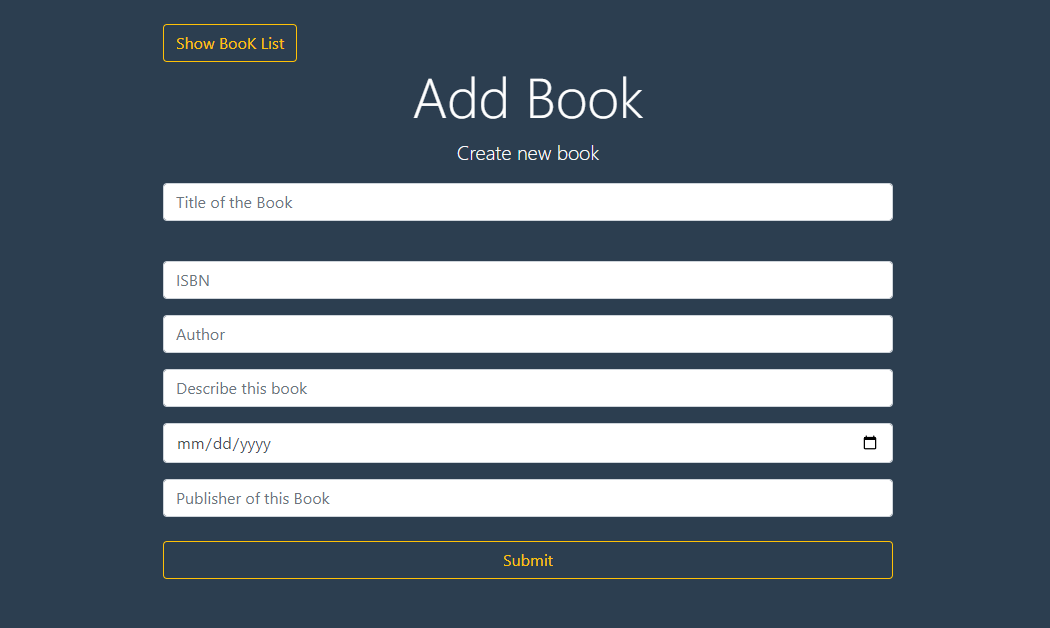 Show BooK List
Add Book
Create new book
Title of the Book
ISBN
Author
Describe this book
mm/dd/yyyy
Publisher of this Book
Submit